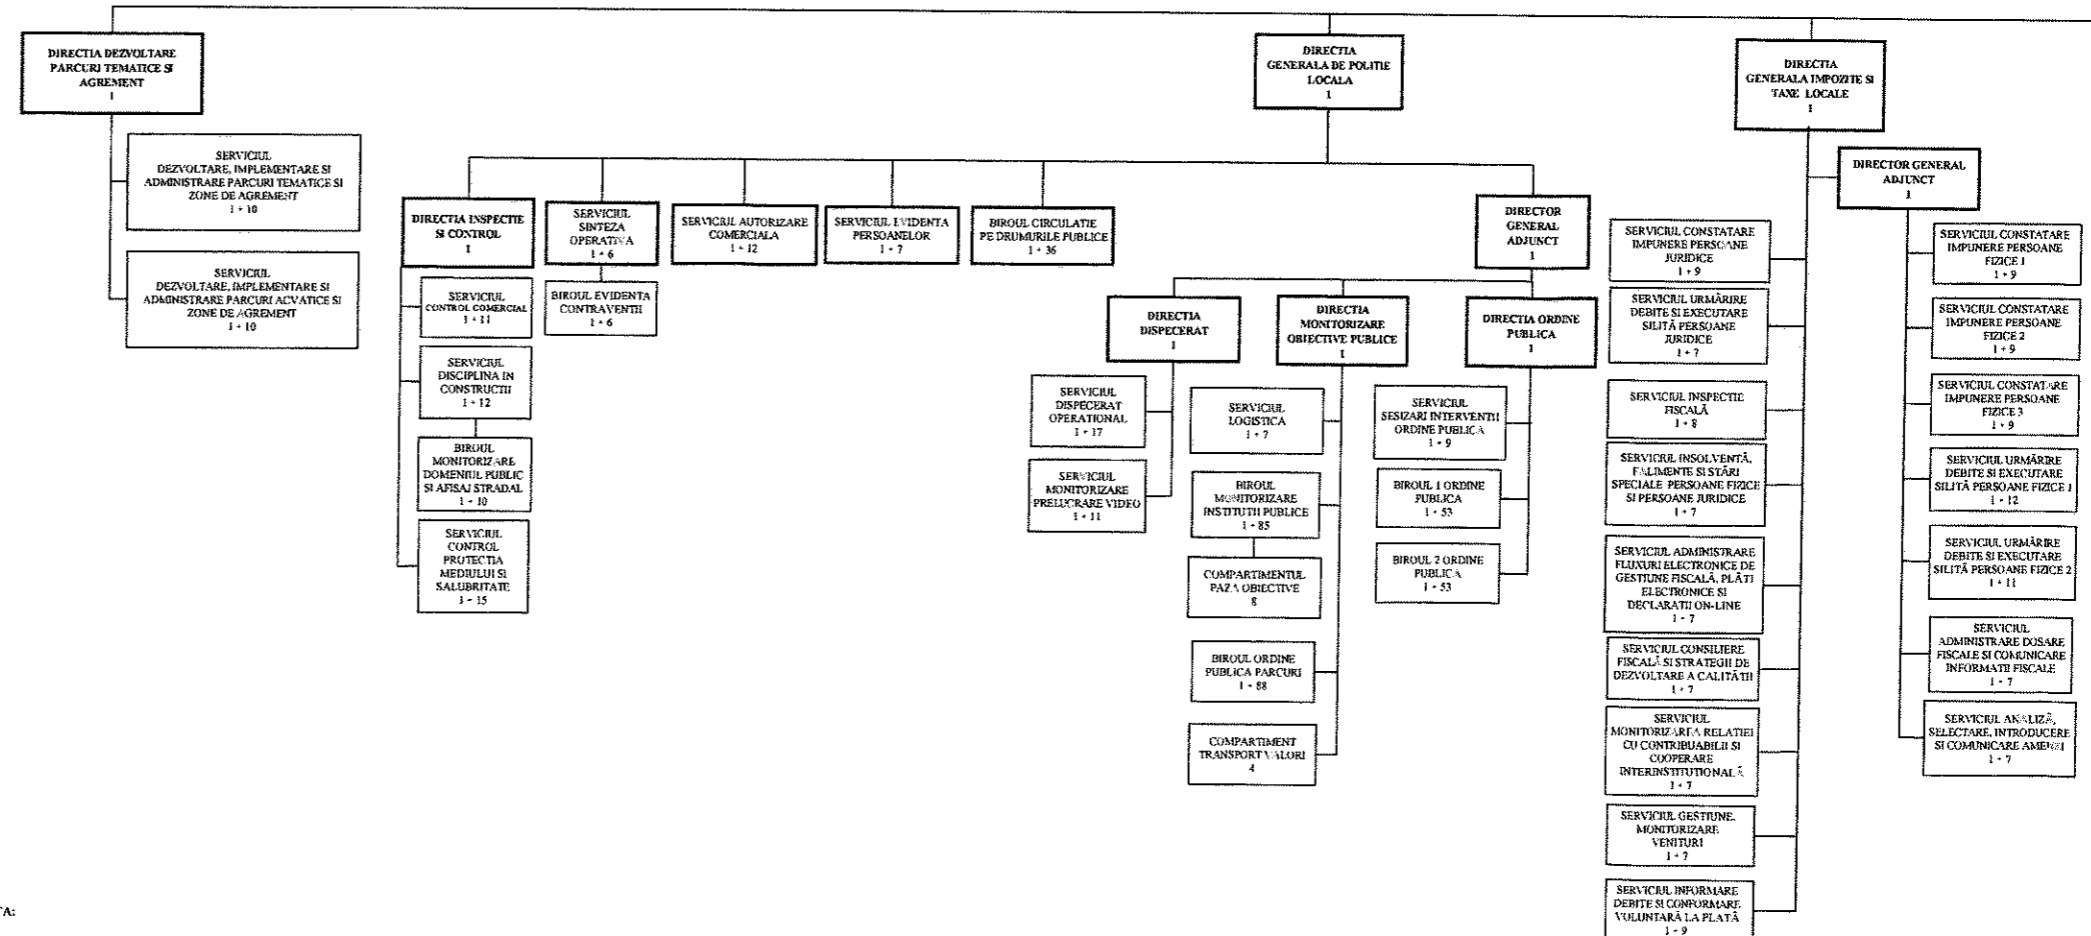 DIRECTIA DEZVOLTARE
PARCURI TEMATICE SI
AGREMENT
1
SERVICIUL
DEZVOLTARE, IMPLEMENTARE SI
ADMINISTRARE PARCURI TEMATICE SI
ZONE DE AGREMENT
1 + 10
SERVICIUL
DEZVOLTARE, IMPLEMENTARE SI
ADMINISTRARE PARCURI ACVATICE SI
ZONE DE AGREMENT
1 + 10
DIRECTIA
GENERALA DE POLITIE
LOCALA
1
DIRECTIA INSPECTIE
SI CONTROL
1
SERVICIUL
CONTROL COMERCIAL
1 + 11
SERVICIUL
DISCIPLINA IN
CONSTRUCTII
1 + 12
BIROUL
MONITORIZARE
DOMENIUL PUBLIC
SI AFISAJ STRADAL
1 + 10
SERVICIUL
CONTROL
PROTECTIA
MEDIULUI SI
SALUBRITATE
1 + 15
SERVICIUL
SINTEZA
OPERATIVA
1 + 6
BIROUL EVIDENTA
CONTRAVENTII
1 + 6
SERVICIUL AUTORIZARE
COMERCIALA
1 + 12
SERVICIUL EVIDENTA
PERSOANELOR
1 + 7
BIROUL CIRCULATIE
PE DRUMURILE PUBLICE
1 + 36
DIRECTOR
GENERAL
ADJUNCT
1
DIRECTIA
DISPECERAT
1
SERVICIUL
DISPECERAT
OPERATIONAL
1 + 17
SERVICIUL
MONITORIZARE
PRELUCRARE VIDEO
1 + 11
DIRECTIA
MONITORIZARE
OBIECTIVE PUBLICE
1
SERVICIUL
LOGISTICA
1 + 7
BIROUL
MONITORIZARE
INSTITUTII PUBLICE
1 + 85
COMPARTIMENTUL
PAZA OBIECTIVE
8
BIROUL ORDINE
PUBLICA PARCURI
1 + 88
COMPARTIMENT
TRANSPORT VALORI
4
DIRECTIA ORDINE
PUBLICA
1
SERVICIUL
SESIZARI INTERVENTII
ORDINE PUBLICA
1 + 9
BIROUL 1 ORDINE
PUBLICA
1 + 53
BIROUL 2 ORDINE
PUBLICA
1 + 53
DIRECTIA
GENERALA IMPOZITE SI
TAXE LOCALE
1
SERVICIUL CONSTATARE
IMPUNERE PERSOANE
JURIDICE
1 + 9
SERVICIUL URMĂRIRE
DEBITE SI EXECUTARE
SILITĂ PERSOANE
JURIDICE
1 + 7
SERVICIUL INSPECTIE
FISCALĂ
1 + 8
SERVICIUL INSOLVENTĂ,
FALIMENTE SI STĂRI
SPECIALE PERSOANE FIZICE
SI PERSOANE JURIDICE
1 + 7
SERVICIUL ADMINISTRARE
FLUXURI ELECTRONICE DE
GESTIUNE FISCALĂ, PLĂTI
ELECTRONICE SI
DECLARATII ON-LINE
1 + 7
SERVICIUL CONSILIERE
FISCALĂ SI STRATEGII DE
DEZVOLTARE A CALITĂTII
1 + 7
SERVICIUL
MONITORIZAREA RELATIEI
CU CONTRIBUABILII SI
COOPERARE
INTERINSTITUTIONALĂ
1 + 7
SERVICIUL GESTIUNE,
MONITORIZARE
VENITURI
1 + 7
SERVICIUL INFORMARE
DEBITE SI CONFORMARE
VOLUNTARĂ LA PLATĂ
1 + 9
DIRECTOR GENERAL
ADJUNCT
1
SERVICIUL CONSTATARE
IMPUNERE PERSOANE
FIZICE 1
1 + 9
SERVICIUL CONSTATARE
IMPUNERE PERSOANE
FIZICE 2
1 + 9
SERVICIUL CONSTATARE
IMPUNERE PERSOANE
FIZICE 3
1 + 9
SERVICIUL URMĂRIRE
DEBITE SI EXECUTARE
SILITĂ PERSOANE FIZICE 1
1 + 12
SERVICIUL URMĂRIRE
DEBITE SI EXECUTARE
SILITĂ PERSOANE FIZICE 2
1 + 11
SERVICIUL
ADMINISTRARE DOSARE
FISCALE SI COMUNICARE
INFORMATII FISCALE
1 + 7
SERVICIUL ANALIZĂ,
SELECTARE, INTRODUCERE
SI COMUNICARE AMENZI
1 + 7
TA: